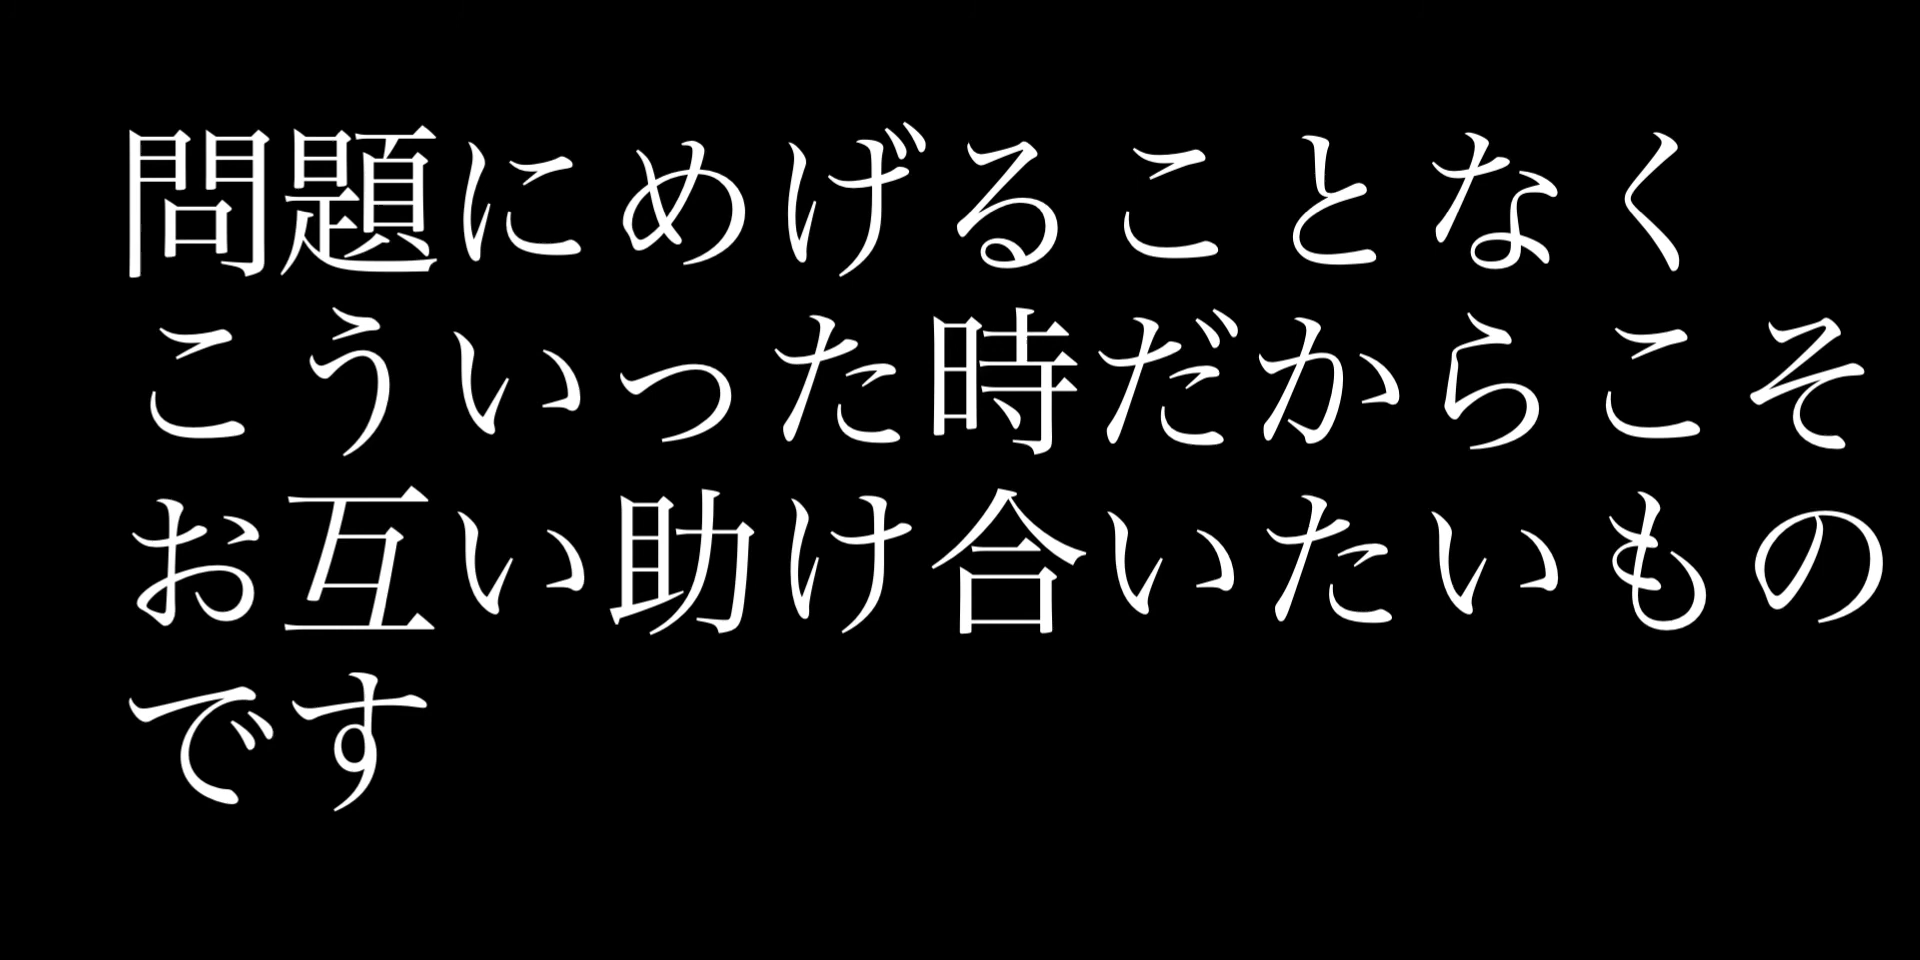 問題にめげることなく
こういった時だからこそ
お互い助け合いたいもの
です